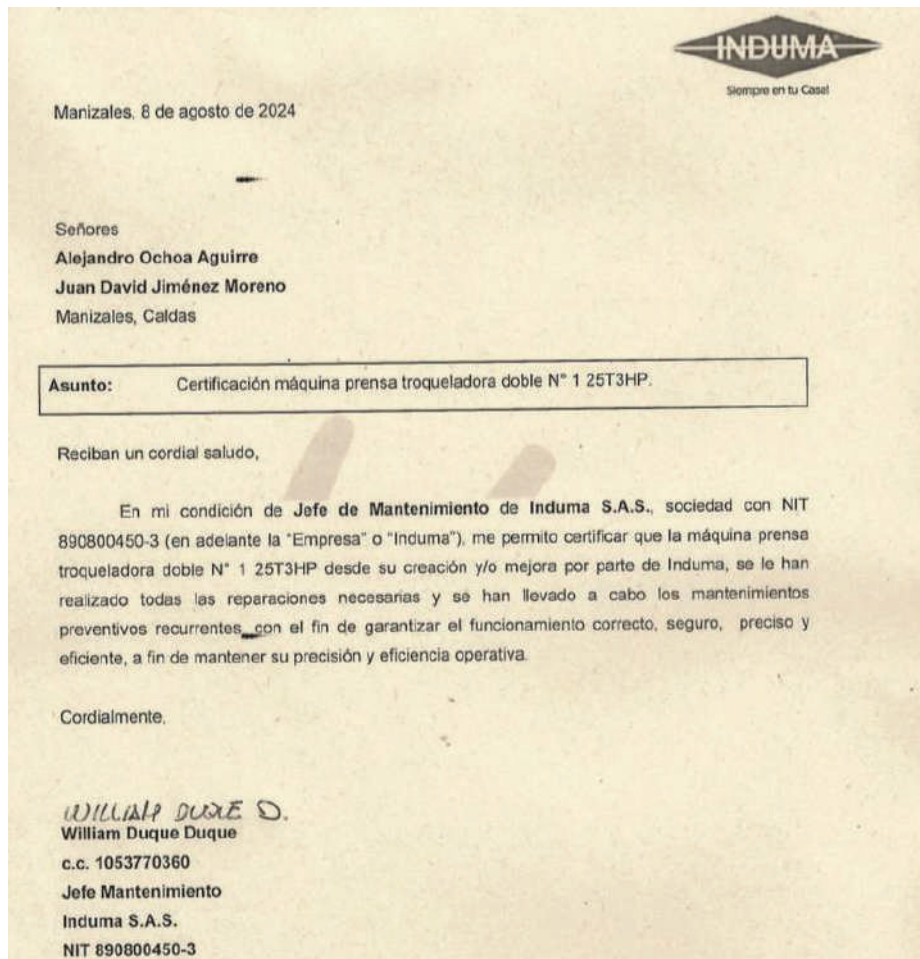 INDUMA
Siempre en tu Casa!
Manizales, 8 de agosto de 2024
Señores
Alejandro Ochoa Aguirre
Juan David Jiménez Moreno
Manizales, Caldas
Asunto: Certificación máquina prensa troqueladora doble N° 1 25T3HP.
Reciban un cordial saludo,
En mi condición de Jefe de Mantenimiento de Induma S.A.S., sociedad con NIT
890800450-3 (en adelante la "Empresa" o "Induma"), me permito certificar que la máquina prensa
troqueladora doble N° 1 25T3HP desde su creación y/o mejora por parte de Induma, se le han
realizado todas las reparaciones necesarias y se han llevado a cabo los mantenimientos
preventivos recurrentes con el fin de garantizar el funcionamiento correcto, seguro, preciso y
eficiente, a fin de mantener su precisión y eficiencia operativa.
Cordialmente,
WILLIAM DUQUE D.
William Duque Duque
c.c. 1053770360
Jefe Mantenimiento
Induma S.A.S.
NIT 890800450-3